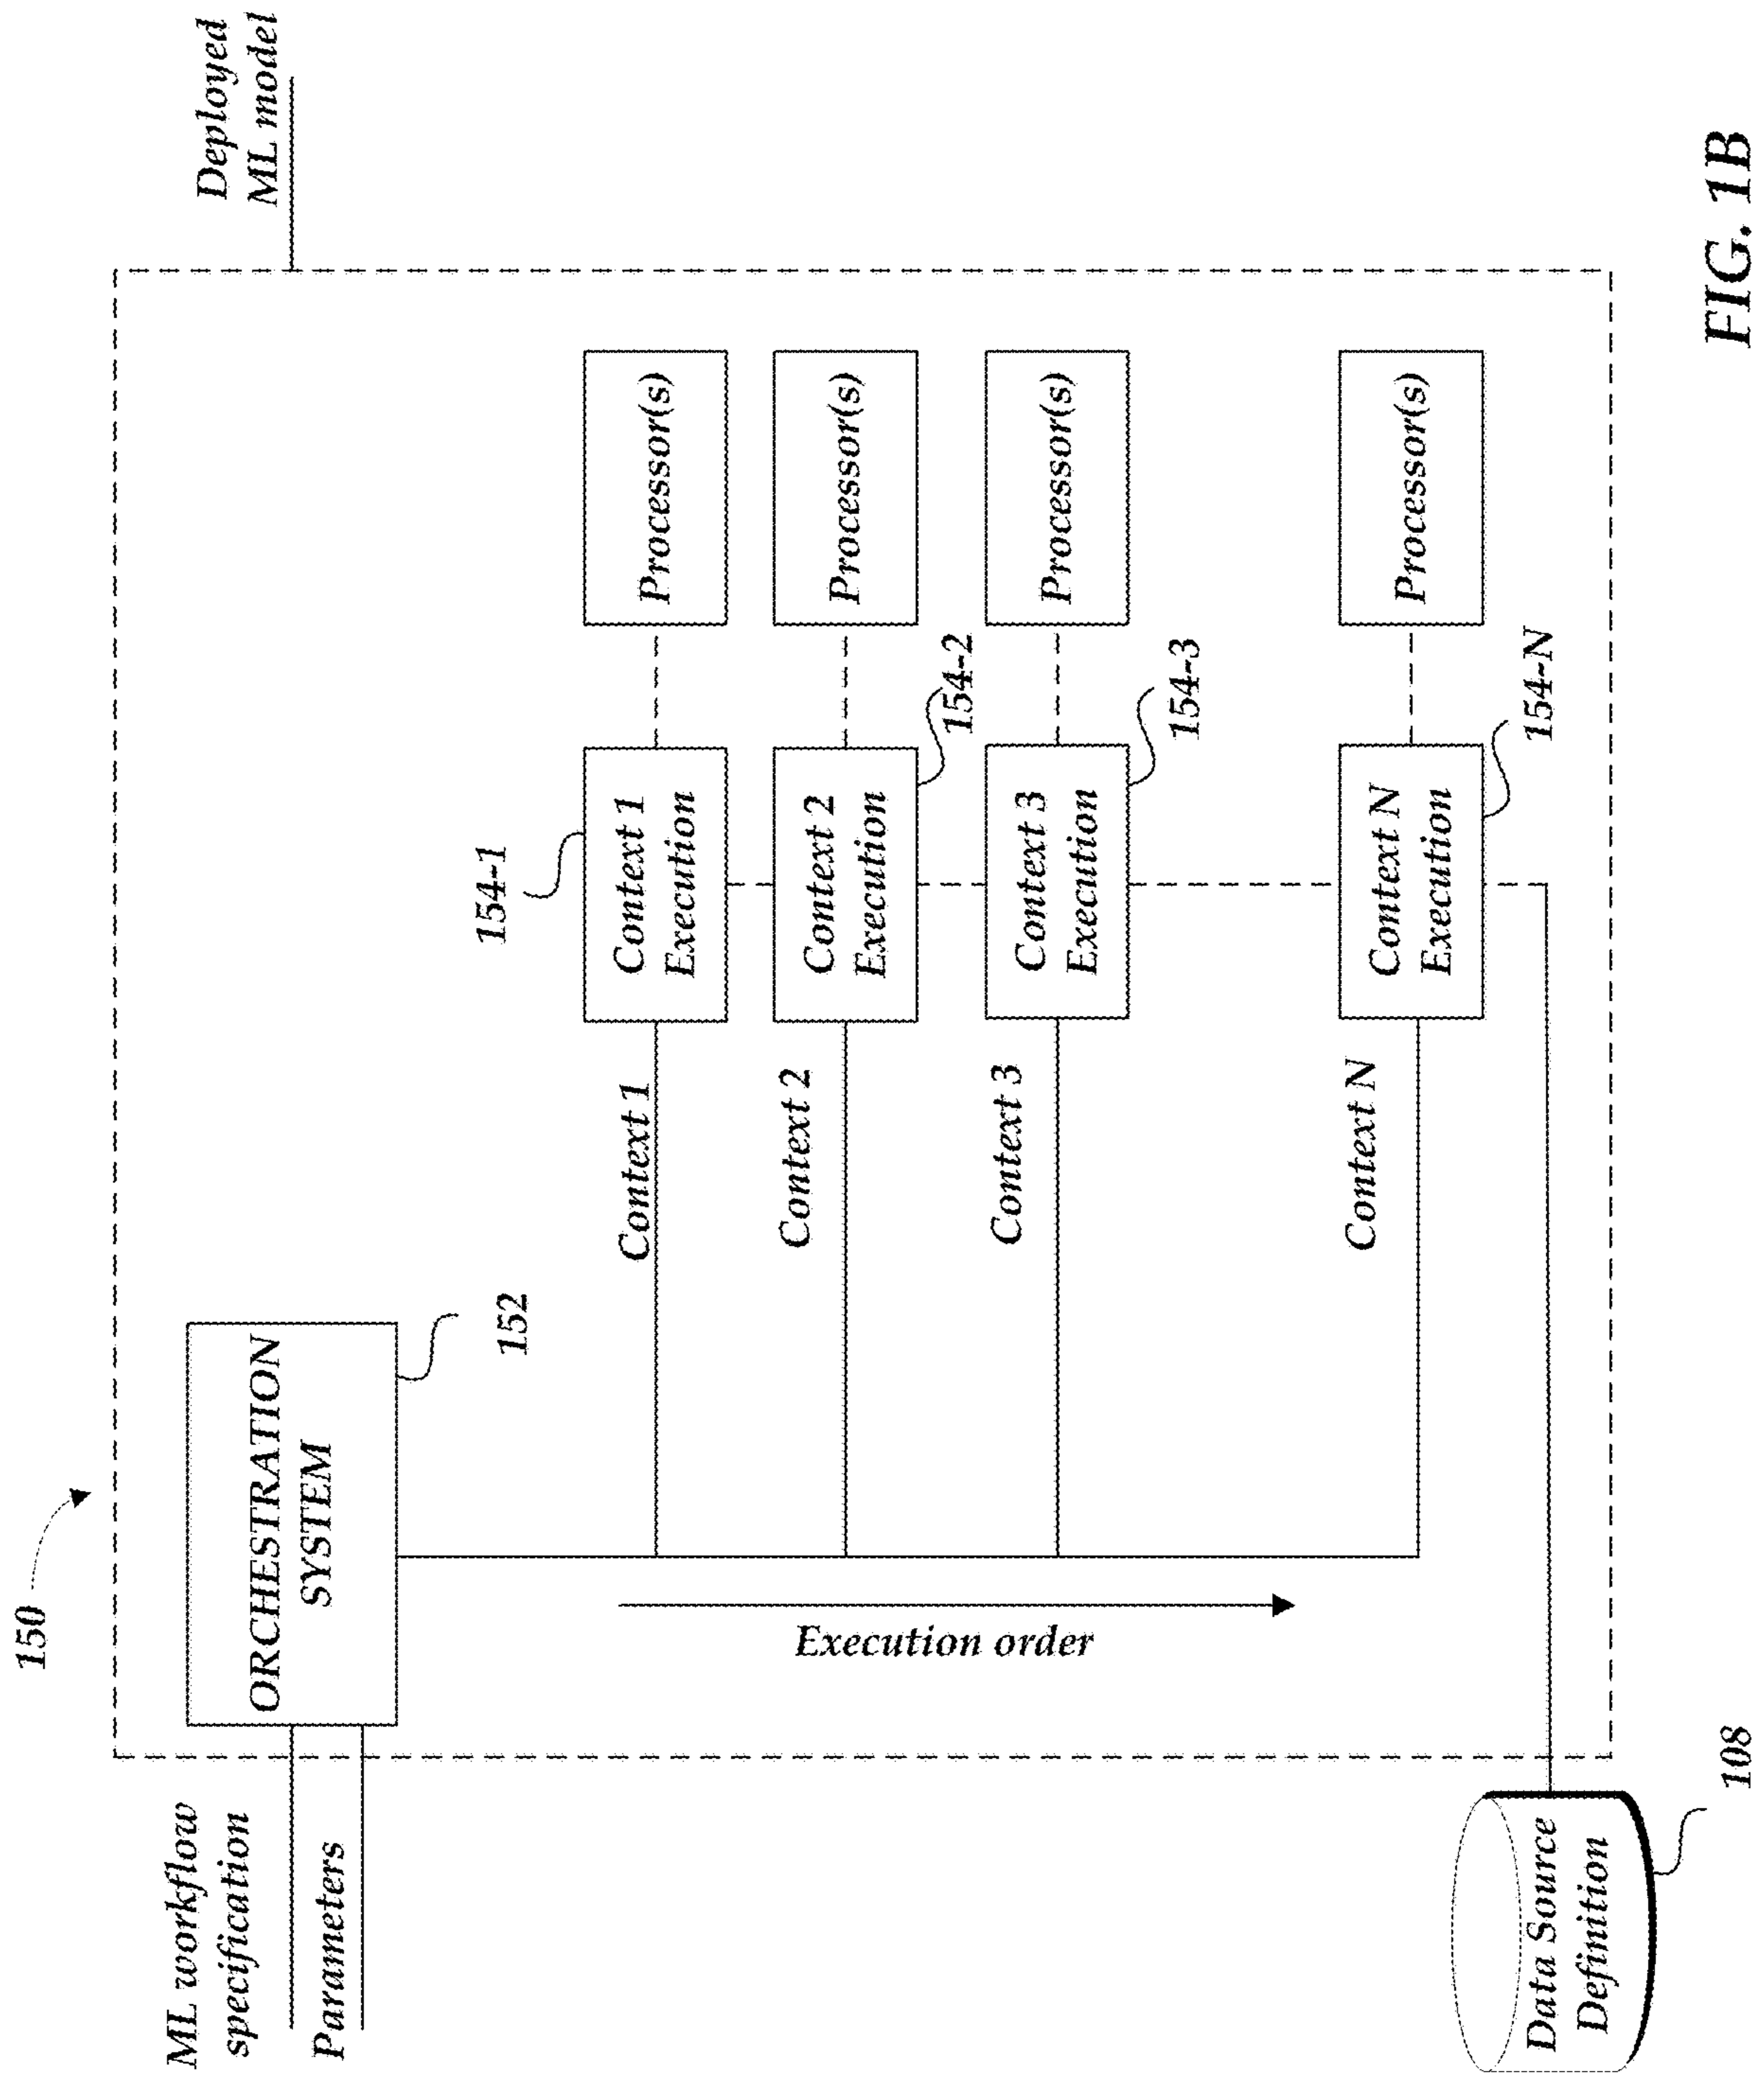 150
ML workflow
specification
Parameters
ORCHESTRATION
SYSTEM
152
Deployed
ML model
Execution order
Context 1
154-1
Context 1
Execution
Processor(s)
Context 2
Context 2
Execution
154-2
Processor(s)
Context 3
Context 3
Execution
154-3
Processor(s)
Context N
Context N
Execution
154-N
Processor(s)
Data Source
Definition
108
FIG. 1B